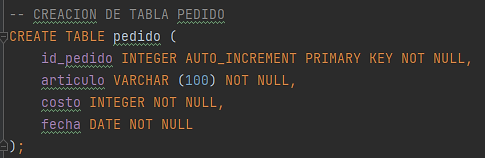 -- CREACION DE TABLA PEDIDO
CREATE TABLE pedido (
id_pedido INTEGER AUTO_INCREMENT PRIMARY KEY NOT NULL,
articulo VARCHAR (100) NOT NULL,
costo INTEGER NOT NULL,
fecha DATE NOT NULL
);